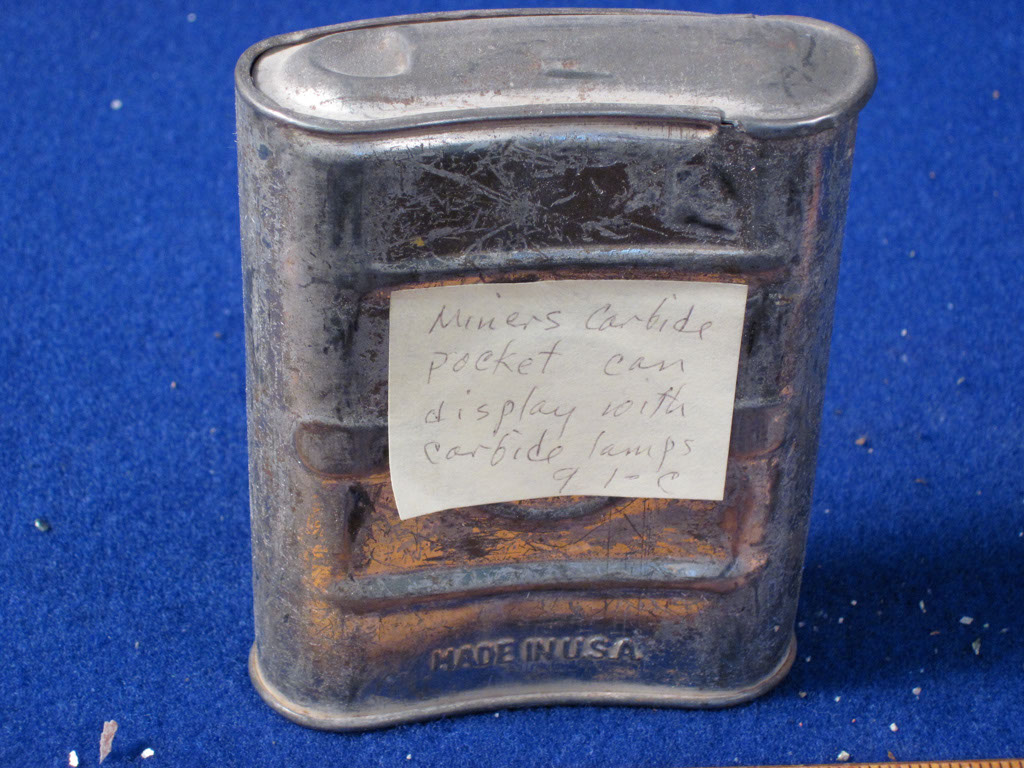 Miners Carbide
pocket can
display with
carbide lamps
9 1-C
MADE IN U.S.A.